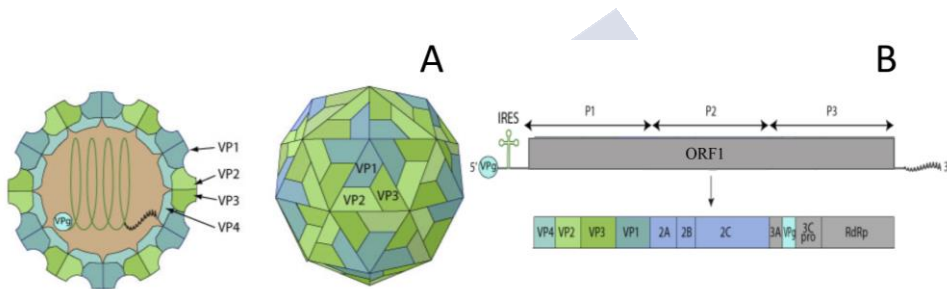 A
VP1
VP2
VP3
VP4
VPg
VP1
VP2
VP3
B
P1
P2
P3
IRES
5' VPg
ORF1
3'
VP4 VP2 VP3 VP1 2A 2B 2C 3A VPg 3C pro RdRp